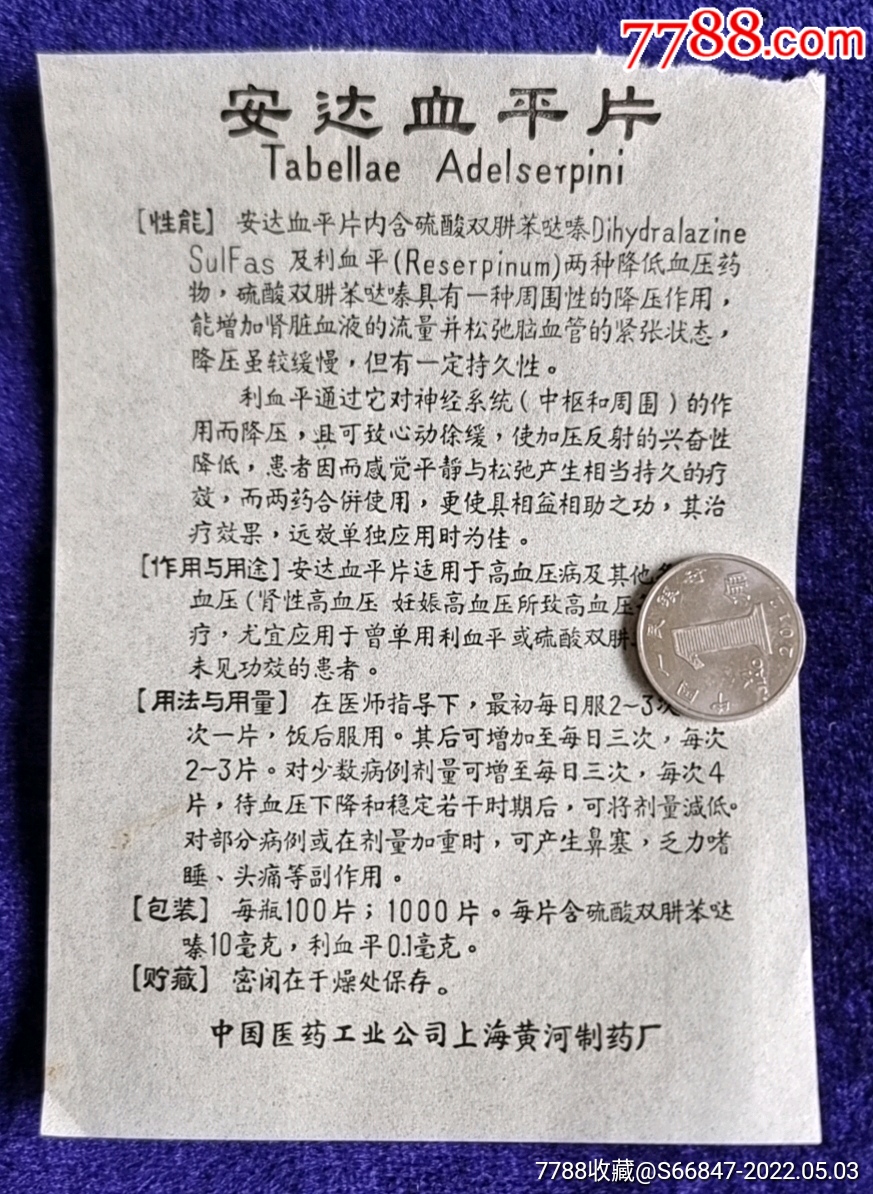 7788.com
安达血平片
Tabellae Adelserpini
【性能】 安达血平片内含硫酸双肼苯哒嗪Dihydralazine
SulFas 及利血平(Reserpinum)两种降低血压药
物，硫酸双肼苯哒嗪具有一种周围性的降压作用，
能增加肾脏血液的流量并松弛脑血管的紧张状态，
降压虽较缓慢，但有一定持久性。
利血平通过它对神经系统(中枢和周围)的作
用而降压，且可致心动徐缓，使加压反射的兴奋性
降低，患者因而感觉平静与松弛产生相当持久的疗
效，而两药合併使用，更使具相益相助之功，其治
疗效果，远效单独应用时为佳。
【作用与用途】安达血平片适用于高血压病及其他
血压(肾性高血压 妊娠高血压所致高血压
疗，尤宜应用于曾单用利血平或硫酸双肼
未见功效的患者。
【用法与用量】 在医师指导下，最初每日服2~3次
次一片，饭后服用。其后可增加至每日三次，每次
2~3片。对少数病例剂量可增至每日三次，每次4
片，待血压下降和稳定若干时期后，可将剂量减低。
对部分病例或在剂量加重时，可产生鼻塞，乏力嗜
睡、头痛等副作用。
【包装】 每瓶100片；1000片。每片含硫酸双肼苯哒
嗪10毫克，利血平0.1毫克。
【贮藏】 密闭在干燥处保存。
中国医药工业公司上海黄河制药厂
中国人民银行
1
2012
7788收藏@S66847-2022.05.03